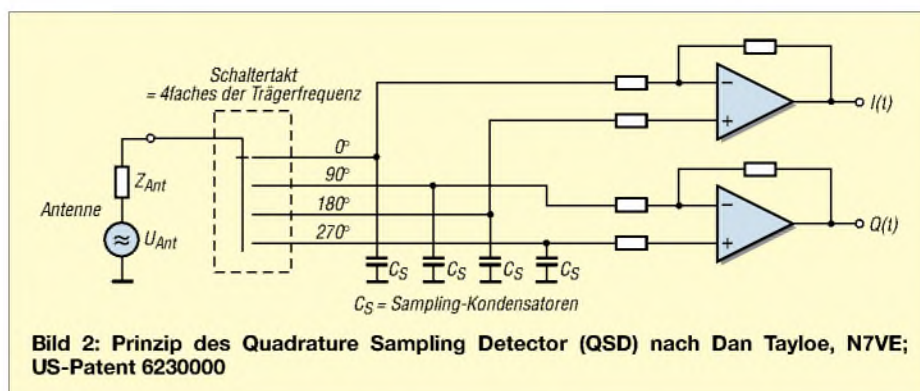 Schaltertakt
= 4faches der Trägerfrequenz
0°
90°
180°
270°
Z_Ant
Antenne
U_Ant
C_S
C_S
C_S
C_S
C_S = Sampling-Kondensatoren
−
+
I(t)
−
+
Q(t)
Bild 2: Prinzip des Quadrature Sampling Detector (QSD) nach Dan Tayloe, N7VE;
US-Patent 6230000